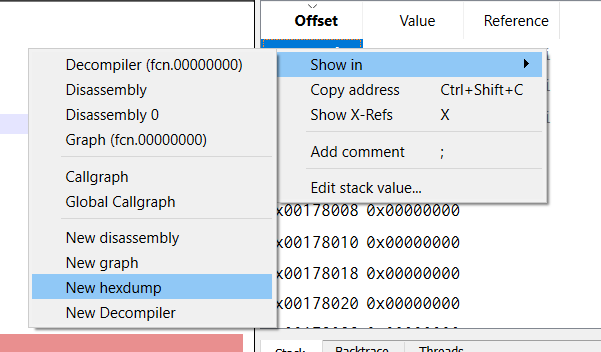 Offset Value Reference
Decompiler (fcn.00000000)
Disassembly
Disassembly 0
Graph (fcn.00000000)
Callgraph
Global Callgraph
New disassembly
New graph
New hexdump
New Decompiler
Show in
Copy address Ctrl+Shift+C
Show X-Refs X
Add comment ;
Edit stack value...
x00178008 0x00000000
x00178010 0x00000000
x00178018 0x00000000
x00178020 0x00000000
Stack Backtrace Threads